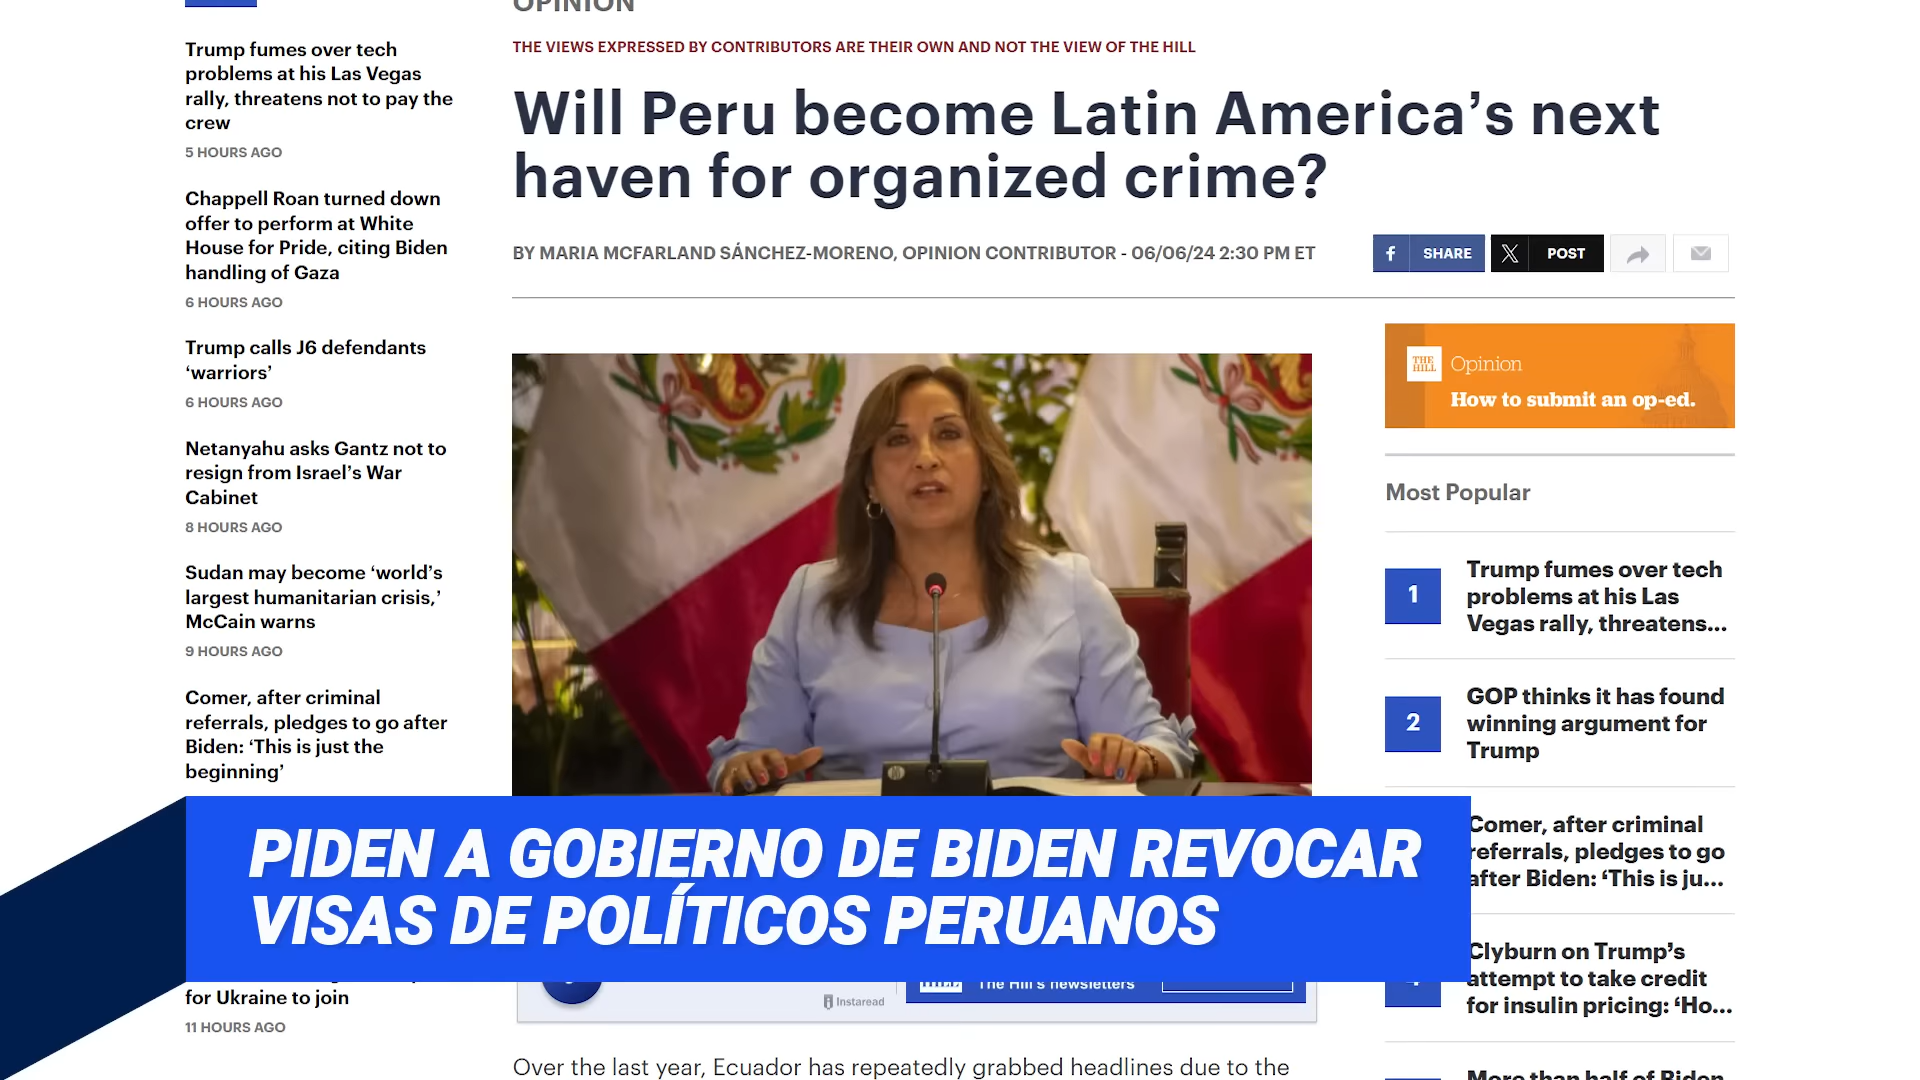 Trump fumes over tech
problems at his Las Vegas
rally, threatens not to pay the
crew
5 HOURS AGO
Chappell Roan turned down
offer to perform at White
House for Pride, citing Biden
handling of Gaza
6 HOURS AGO
Trump calls J6 defendants
‘warriors’
6 HOURS AGO
Netanyahu asks Gantz not to
resign from Israel’s War
Cabinet
8 HOURS AGO
Sudan may become ‘world’s
largest humanitarian crisis,’
McCain warns
9 HOURS AGO
Comer, after criminal
referrals, pledges to go after
Biden: ‘This is just the
beginning’
for Ukraine to join
11 HOURS AGO
OPINION
THE VIEWS EXPRESSED BY CONTRIBUTORS ARE THEIR OWN AND NOT THE VIEW OF THE HILL
Will Peru become Latin America’s next
haven for organized crime?
BY MARIA MCFARLAND SÁNCHEZ-MORENO, OPINION CONTRIBUTOR - 06/06/24 2:30 PM ET
SHARE
POST
PIDEN A GOBIERNO DE BIDEN REVOCAR
VISAS DE POLÍTICOS PERUANOS
Instaread
The Hill's newsletters
Over the last year, Ecuador has repeatedly grabbed headlines due to the
THE
HILL
Opinion
How to submit an op-ed.
Most Popular
1
Trump fumes over tech
problems at his Las
Vegas rally, threatens...
2
GOP thinks it has found
winning argument for
Trump
Comer, after criminal
referrals, pledges to go
after Biden: ‘This is ju...
Clyburn on Trump’s
attempt to take credit
for insulin pricing: ‘Ho...
More than half of Biden